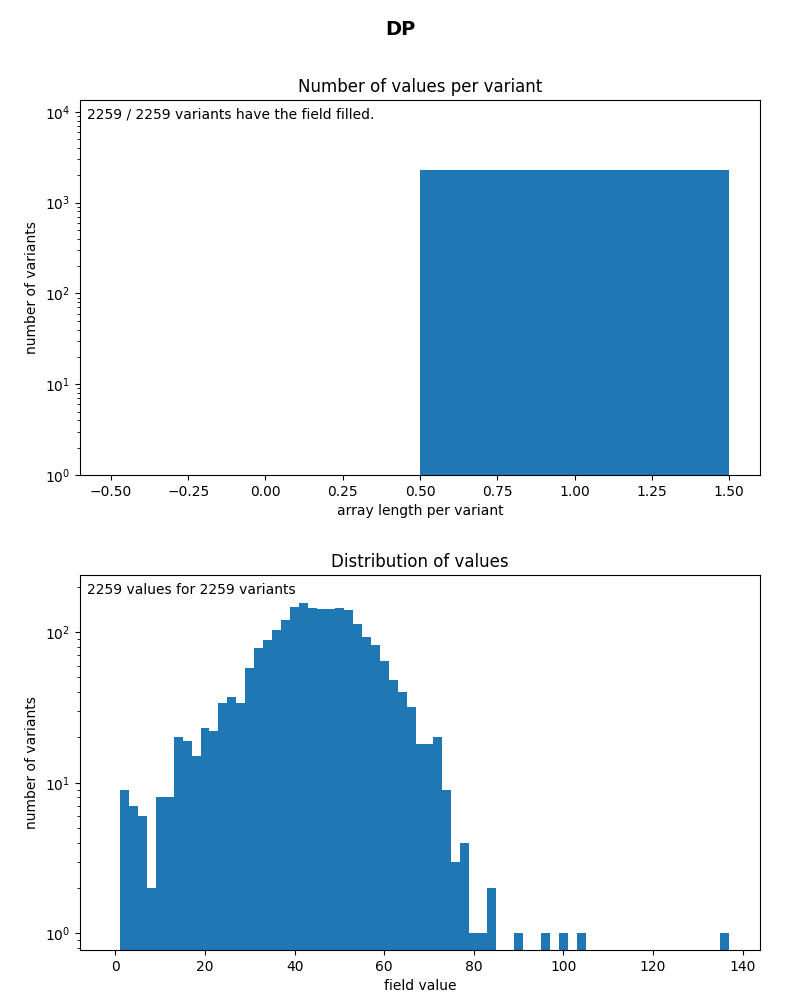 DP
Number of values per variant
2259 / 2259 variants have the field filled.
number of variants
10^4
10^3
10^2
10^1
10^0
−0.50 −0.25 0.00 0.25 0.50 0.75 1.00 1.25 1.50
array length per variant
Distribution of values
2259 values for 2259 variants
number of variants
10^2
10^1
10^0
0 20 40 60 80 100 120 140
field value